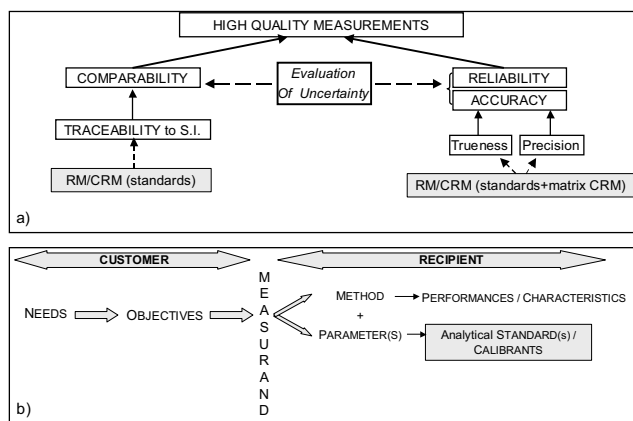 HIGH QUALITY MEASUREMENTS
COMPARABILITY
Evaluation
Of Uncertainty
RELIABILITY
ACCURACY
TRACEABILITY to S.I.
Trueness
Precision
RM/CRM (standards)
RM/CRM (standards+matrix CRM)
a)
CUSTOMER
RECIPIENT
MEASURAND
NEEDS
OBJECTIVES
METHOD
PERFORMANCES / CHARACTERISTICS
+
PARAMETER(S)
Analytical STANDARD(s) /
CALIBRANTS
b)